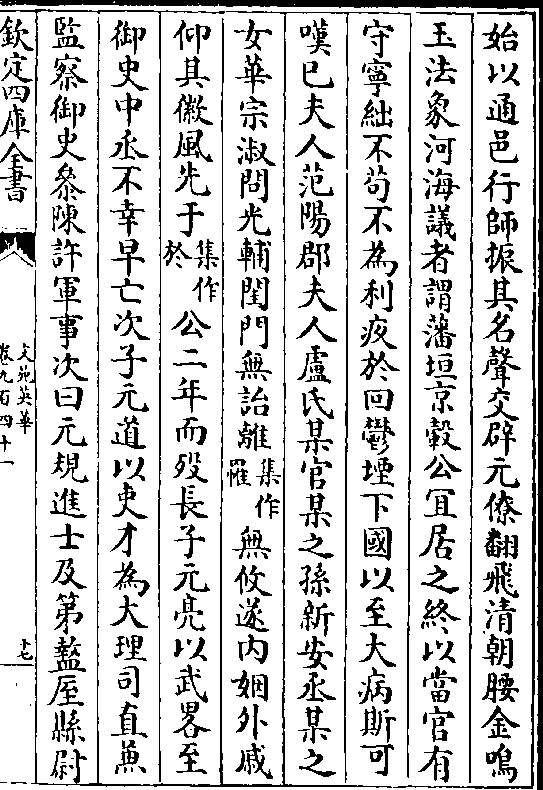 始以通邑行師振其名聲交辟元僚翻飛清朝腰金鳴
玉法象河海議者謂藩垣京轂公宜居之終以當官有
守寧絀不苟不為利疚於回鬱堙下國以至大病斯可
嘆已夫人范陽郡夫人盧氏某官某之孫新安丞某之
女華宗淑問光輔閨門無詒離集作罹無攸遂內姻外戚
仰其徽風先于集作於公二年而歿長子元亮以武畧至
御史中丞不幸早亡次子元道以吏才為大理司直兼
監察御史叅陳許軍事次曰元規進士及第盩厔縣尉
欽定四庫全書
文苑英華
卷九百四十一
十七